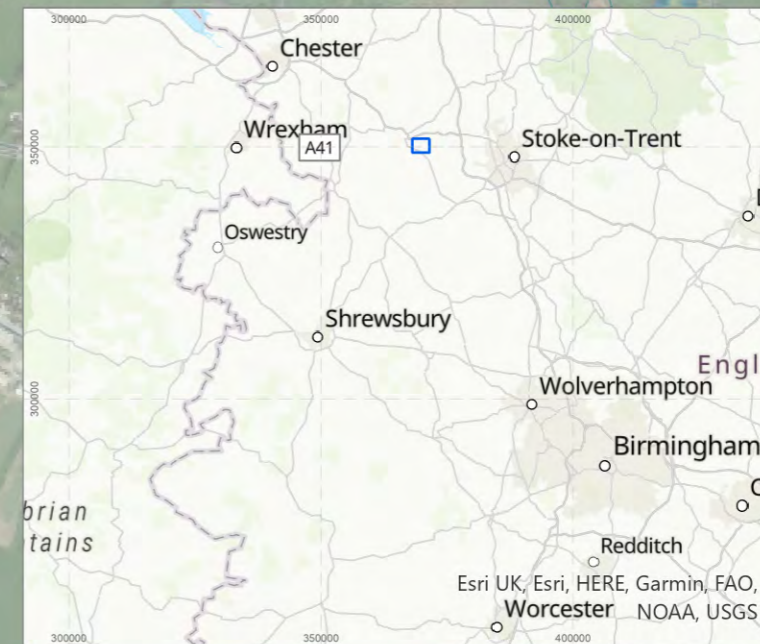 300000
350000
400000
Chester
350000
Wrexham
A41
Stoke-on-Trent
Oswestry
Shrewsbury
Engl
300000
Wolverhampton
Birmingham
brian
tains
Redditch
Esri UK, Esri, HERE, Garmin, FAO,
Worcester
NOAA, USGS
300000
350000
400000